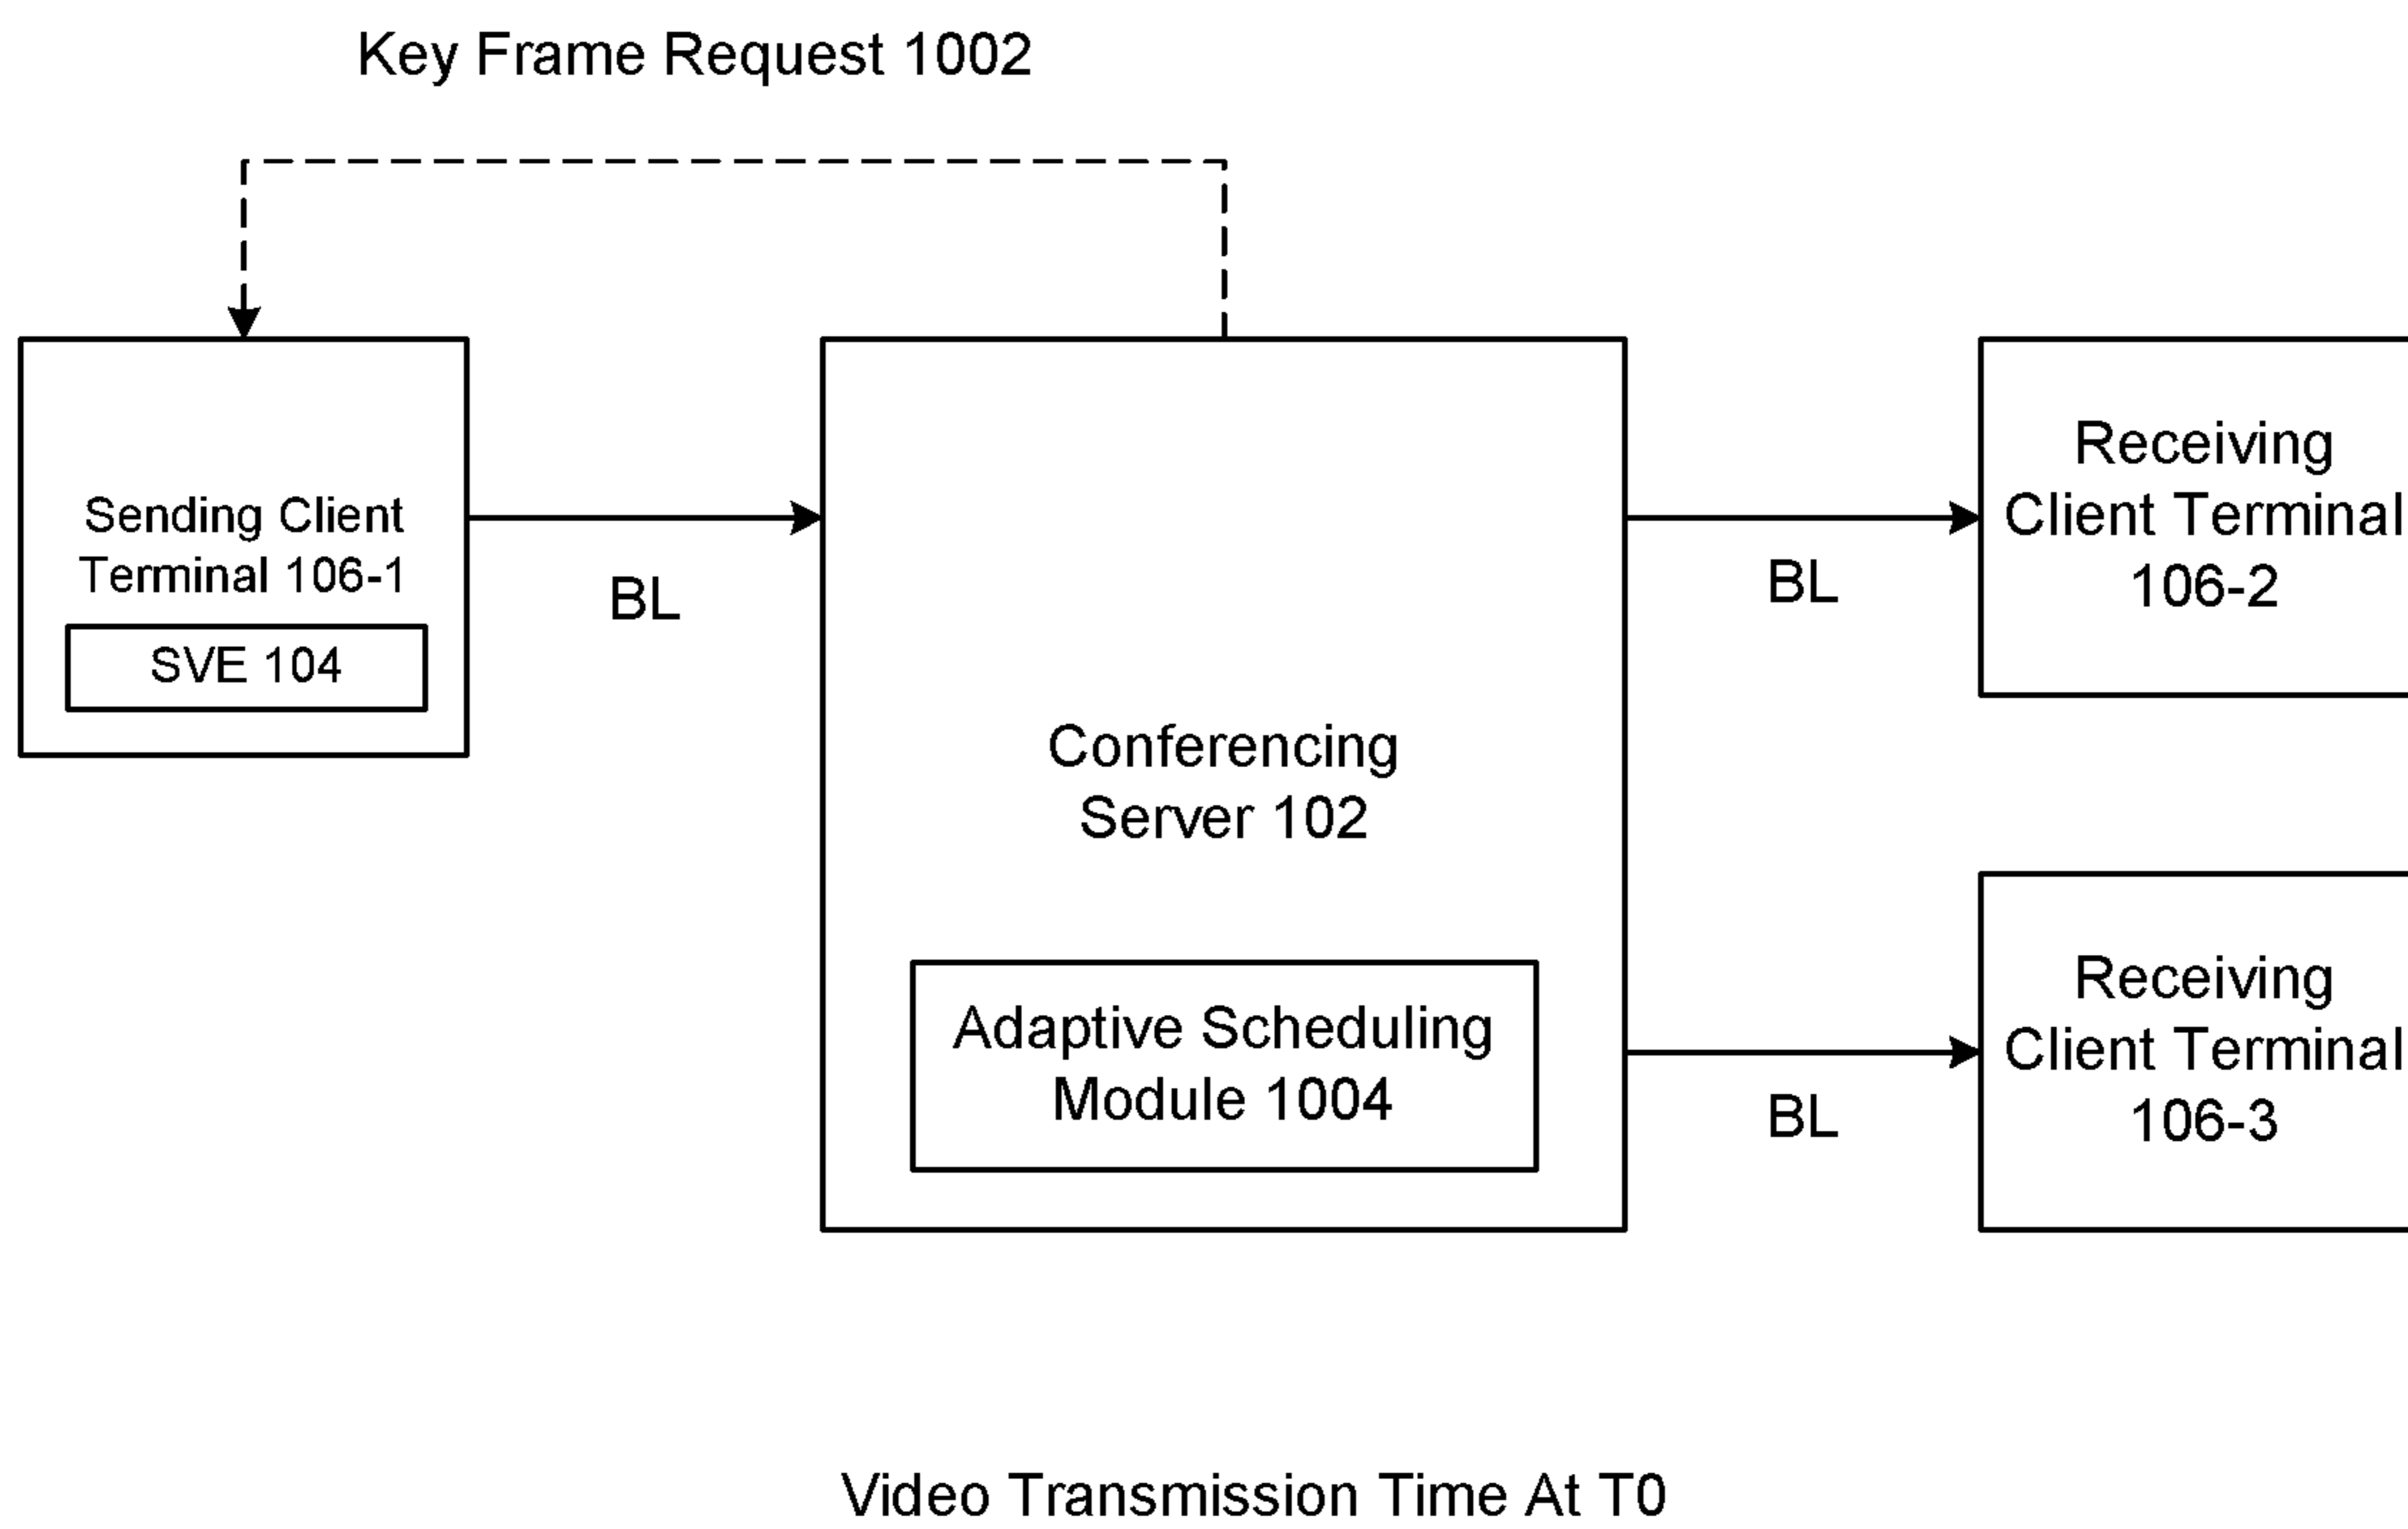 Key Frame Request 1002
Sending Client
Terminal 106-1
SVE 104
BL
Conferencing
Server 102
Adaptive Scheduling
Module 1004
BL
Receiving
Client Terminal
106-2
BL
Receiving
Client Terminal
106-3
Video Transmission Time At T0